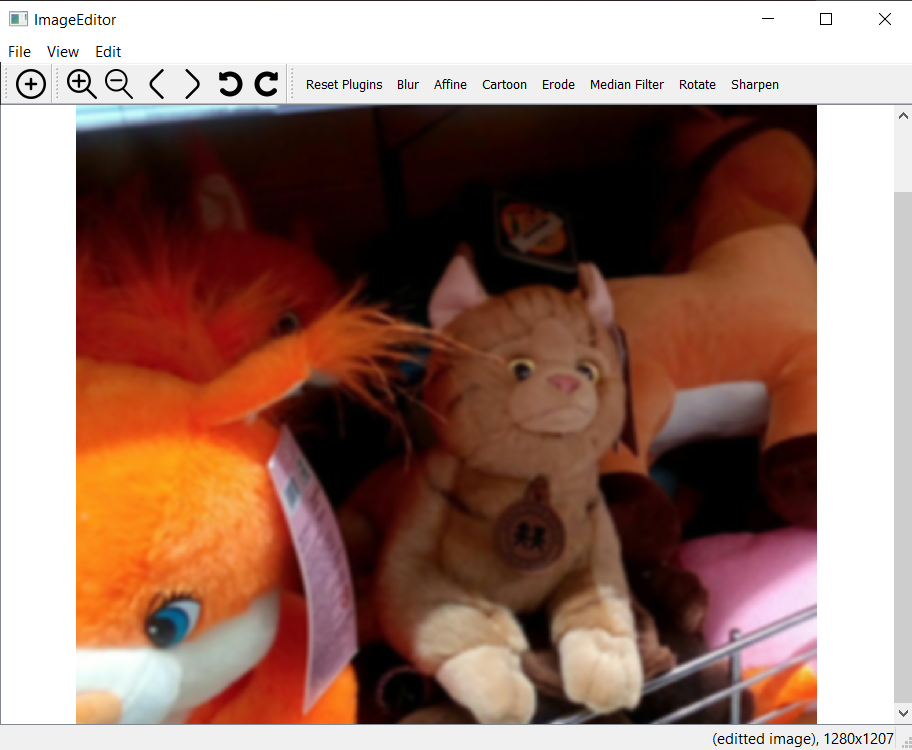 ImageEditor
File View Edit
Reset Plugins Blur Affine Cartoon Erode Median Filter Rotate Sharpen
(editted image), 1280x1207